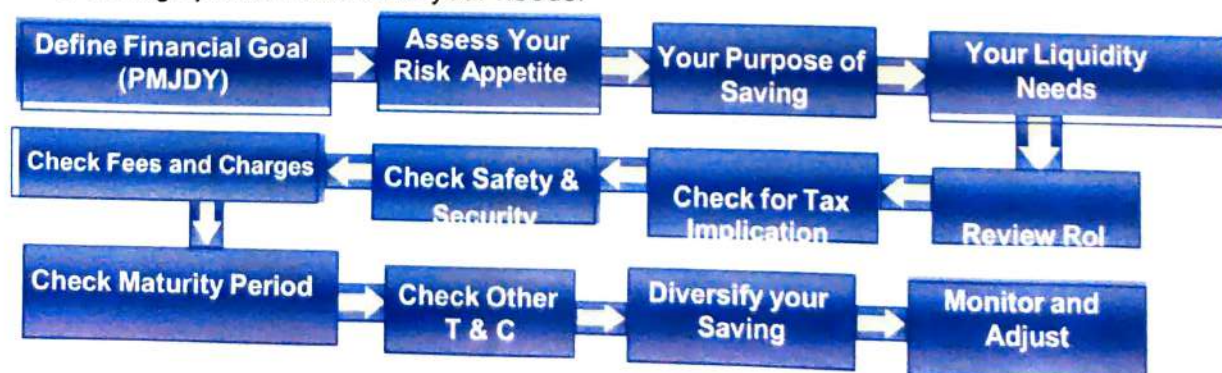 Define Financial Goal
(PMJDY)
Assess Your
Risk Appetite
Your Purpose of
Saving
Your Liquidity
Needs
Review RoI
Check for Tax
Implication
Check Safety &
Security
Check Fees and Charges
Check Maturity Period
Check Other
T & C
Diversify your
Saving
Monitor and
Adjust